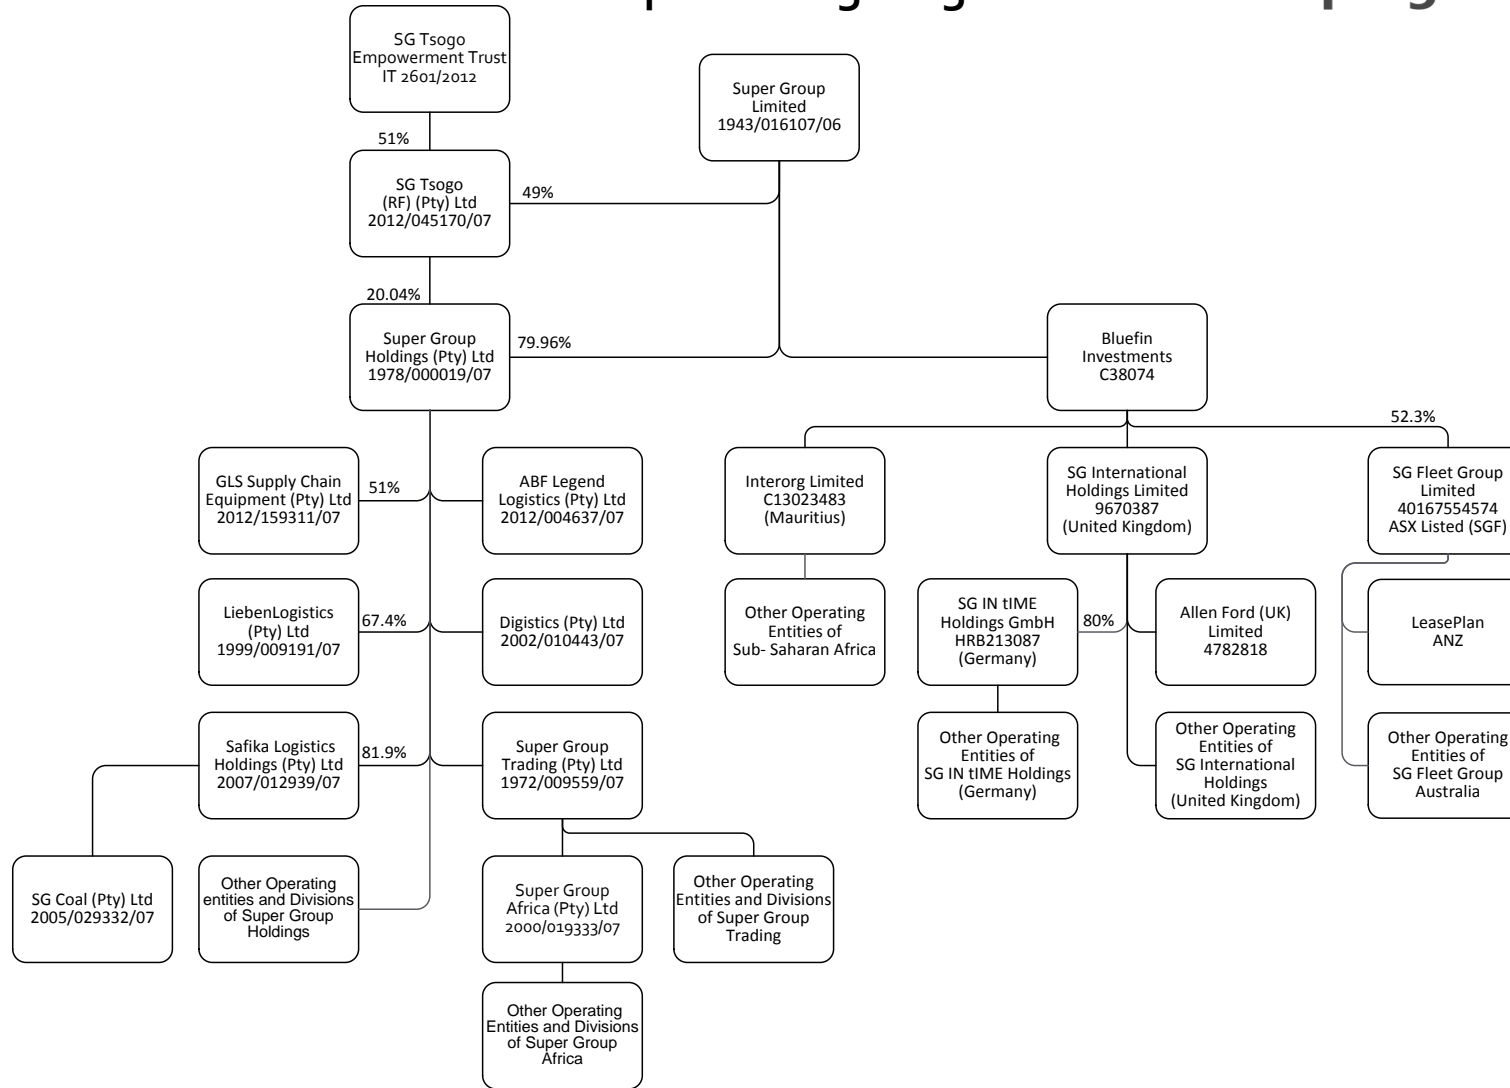 SG Tsogo
Empowerment Trust
IT 2601/2012
Super Group
Limited
1943/016107/06
51%
SG Tsogo
(RF) (Pty) Ltd
2012/045170/07
49%
20.04%
Super Group
Holdings (Pty) Ltd
1978/000019/07
79.96%
Bluefin
Investments
C38074
52.3%
GLS Supply Chain
Equipment (Pty) Ltd
2012/159311/07
51%
ABF Legend
Logistics (Pty) Ltd
2012/004637/07
Interorg Limited
C13023483
(Mauritius)
SG International
Holdings Limited
9670387
(United Kingdom)
SG Fleet Group
Limited
40167554574
ASX Listed (SGF)
LiebenLogistics
(Pty) Ltd
1999/009191/07
67.4%
Digistics (Pty) Ltd
2002/010443/07
Other Operating
Entities of
Sub- Saharan Africa
SG IN tIME
Holdings GmbH
HRB213087
(Germany)
80%
Allen Ford (UK)
Limited
4782818
LeasePlan
ANZ
Safika Logistics
Holdings (Pty) Ltd
2007/012939/07
81.9%
Super Group
Trading (Pty) Ltd
1972/009559/07
Other Operating
Entities of
SG IN tIME Holdings
(Germany)
Other Operating
Entities of
SG International
Holdings
(United Kingdom)
Other Operating
Entities of
SG Fleet Group
Australia
SG Coal (Pty) Ltd
2005/029332/07
Other Operating
entities and Divisions
of Super Group
Holdings
Super Group
Africa (Pty) Ltd
2000/019333/07
Other Operating
Entities and Divisions
of Super Group
Trading
Other Operating
Entities and Divisions
of Super Group
Africa